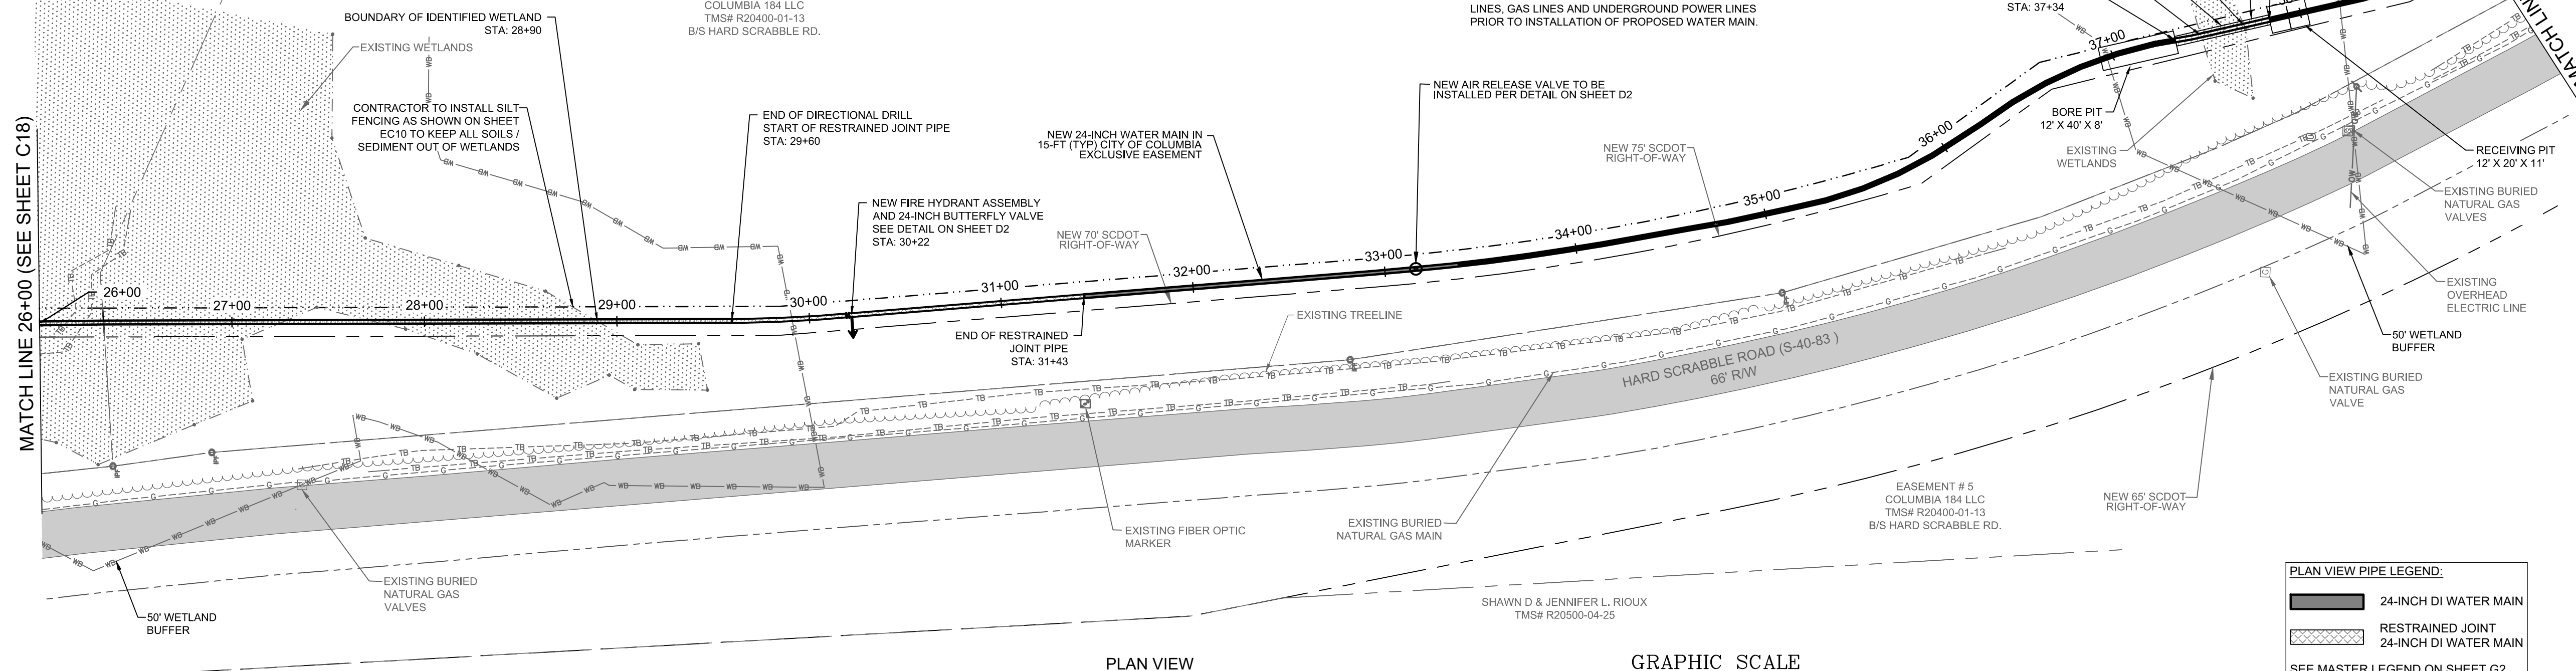 COLUMBIA 184 LLC
TMS# R20400-01-13
B/S HARD SCRABBLE RD.
BOUNDARY OF IDENTIFIED WETLAND
STA: 28+90
EXISTING WETLANDS
CONTRACTOR TO INSTALL SILT
FENCING AS SHOWN ON SHEET
EC10 TO KEEP ALL SOILS /
SEDIMENT OUT OF WETLANDS
MATCH LINE 26+00 (SEE SHEET C18)
END OF DIRECTIONAL DRILL
START OF RESTRAINED JOINT PIPE
STA: 29+60
NEW FIRE HYDRANT ASSEMBLY
AND 24-INCH BUTTERFLY VALVE
SEE DETAIL ON SHEET D2
STA: 30+22
NEW 24-INCH WATER MAIN IN
15-FT (TYP) CITY OF COLUMBIA
EXCLUSIVE EASEMENT
NEW 70' SCDOT
RIGHT-OF-WAY
LINES, GAS LINES AND UNDERGROUND POWER LINES
PRIOR TO INSTALLATION OF PROPOSED WATER MAIN.
NEW AIR RELEASE VALVE TO BE
INSTALLED PER DETAIL ON SHEET D2
NEW 75' SCDOT
RIGHT-OF-WAY
STA: 37+34
BORE PIT
12' X 40' X 8'
EXISTING
WETLANDS
MATCH LIN
RECEIVING PIT
12' X 20' X 11'
EXISTING BURIED
NATURAL GAS
VALVES
EXISTING
OVERHEAD
ELECTRIC LINE
50' WETLAND
BUFFER
EXISTING BURIED
NATURAL GAS
VALVE
26+00
27+00
28+00
29+00
30+00
31+00
32+00
33+00
34+00
35+00
36+00
37+00
END OF RESTRAINED
JOINT PIPE
STA: 31+43
EXISTING TREELINE
HARD SCRABBLE ROAD (S-40-83 )
66' R/W
EXISTING FIBER OPTIC
MARKER
EXISTING BURIED
NATURAL GAS MAIN
EASEMENT # 5
COLUMBIA 184 LLC
TMS# R20400-01-13
B/S HARD SCRABBLE RD.
NEW 65' SCDOT
RIGHT-OF-WAY
EXISTING BURIED
NATURAL GAS
VALVES
50' WETLAND
BUFFER
SHAWN D & JENNIFER L. RIOUX
TMS# R20500-04-25
PLAN VIEW
GRAPHIC SCALE
PLAN VIEW PIPE LEGEND:
24-INCH DI WATER MAIN
RESTRAINED JOINT
24-INCH DI WATER MAIN
SEE MASTER LEGEND ON SHEET G2